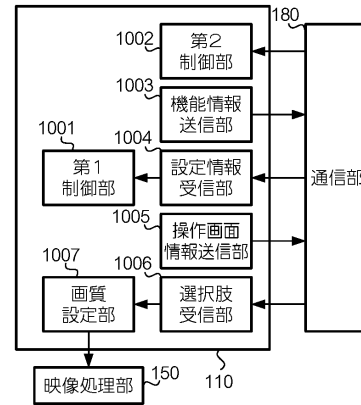 180
1002
第2
制御部
1003
機能情報
送信部
1001
第1
制御部
1004
設定情報
受信部
通信部
1005
操作画面
情報送信部
1007
画質
設定部
1006
選択肢
受信部
映像処理部
150
110